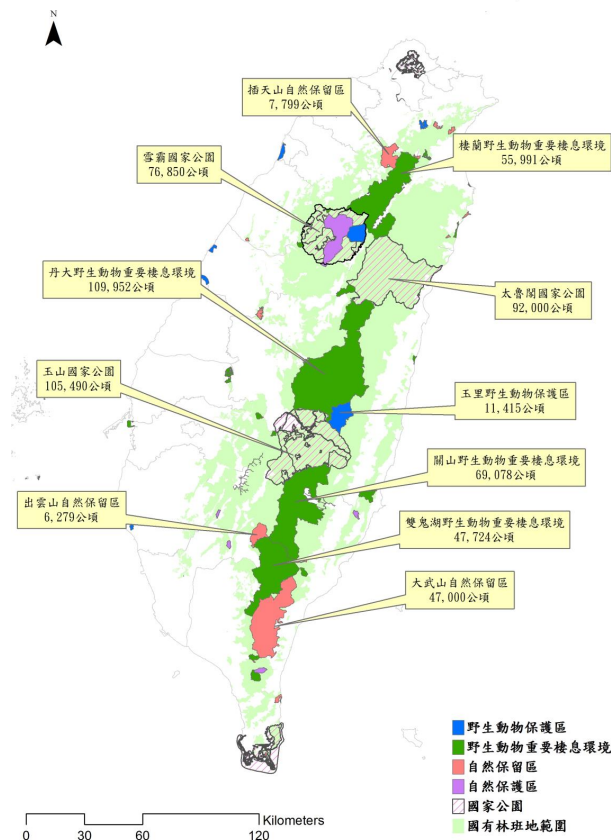 N
插天山自然保留區
7,799公頃
雪霸國家公園
76,850公頃
棲蘭野生動物重要棲息環境
55,991公頃
丹大野生動物重要棲息環境
109,952公頃
太魯閣國家公園
92,000公頃
玉山國家公園
105,490公頃
玉里野生動物保護區
11,415公頃
關山野生動物重要棲息環境
69,078公頃
出雲山自然保留區
6,279公頃
雙鬼湖野生動物重要棲息環境
47,724公頃
大武山自然保留區
47,000公頃
野生動物保護區
野生動物重要棲息環境
自然保留區
自然保護區
國家公園
國有林班地範圍
Kilometers
0 30 60 120